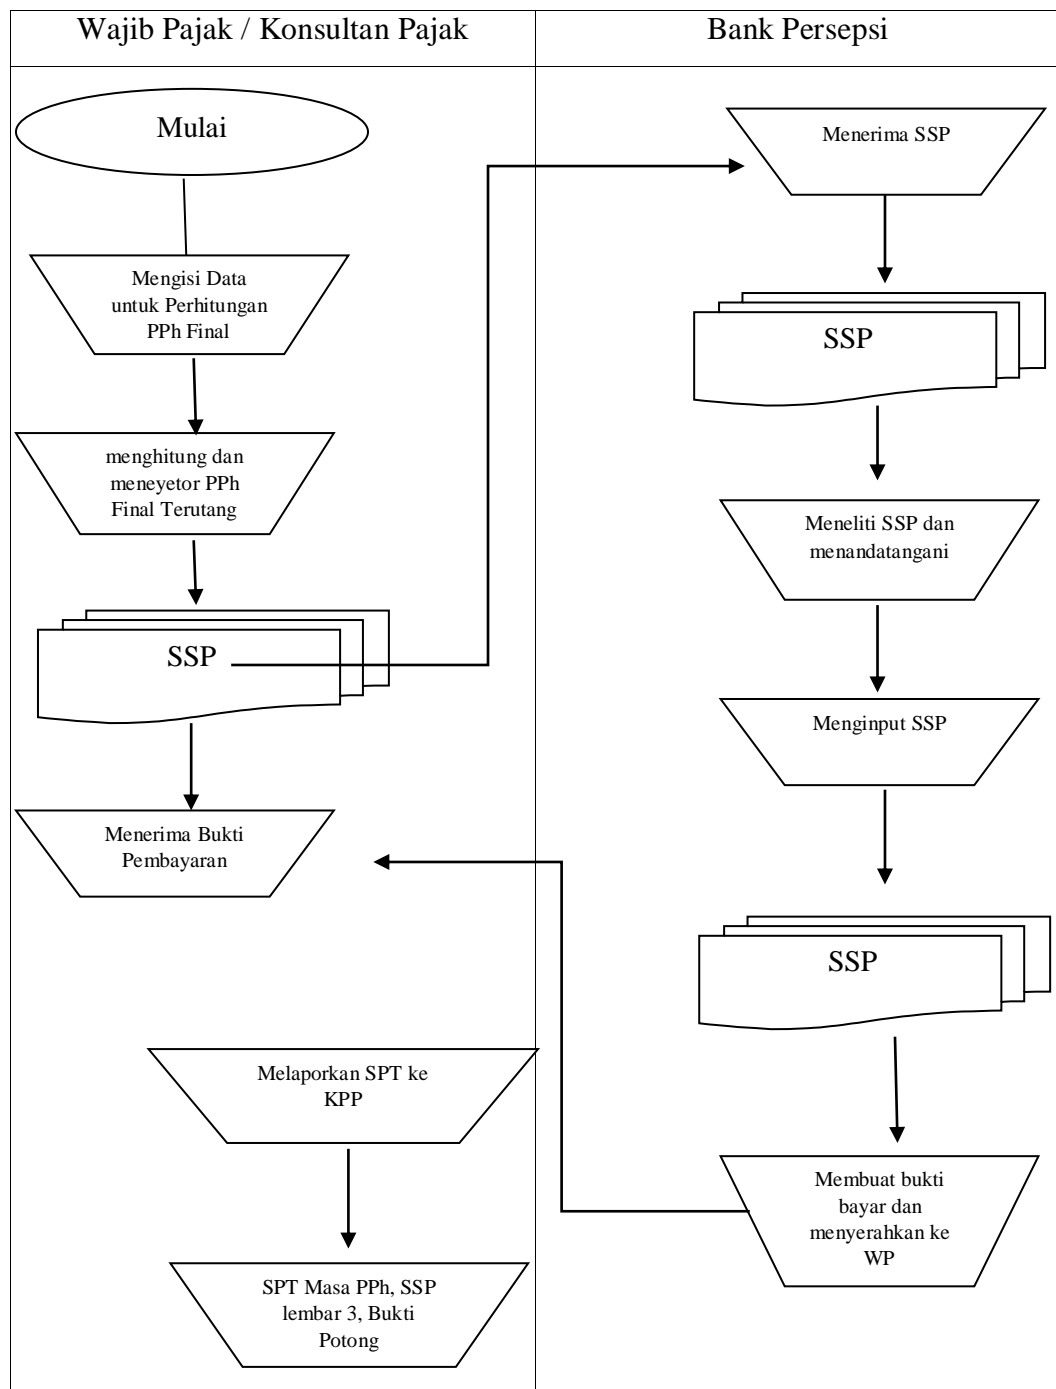 Wajib Pajak / Konsultan Pajak
Bank Persepsi
Mulai
Mengisi Data
untuk Perhitungan
PPh Final
menghitung dan
meneyetor PPh
Final Terutang
SSP
Menerima Bukti
Pembayaran
Melaporkan SPT ke
KPP
SPT Masa PPh, SSP
lembar 3, Bukti
Potong
Menerima SSP
SSP
Meneliti SSP dan
menandatangani
Menginput SSP
SSP
Membuat bukti
bayar dan
menyerahkan ke
WP